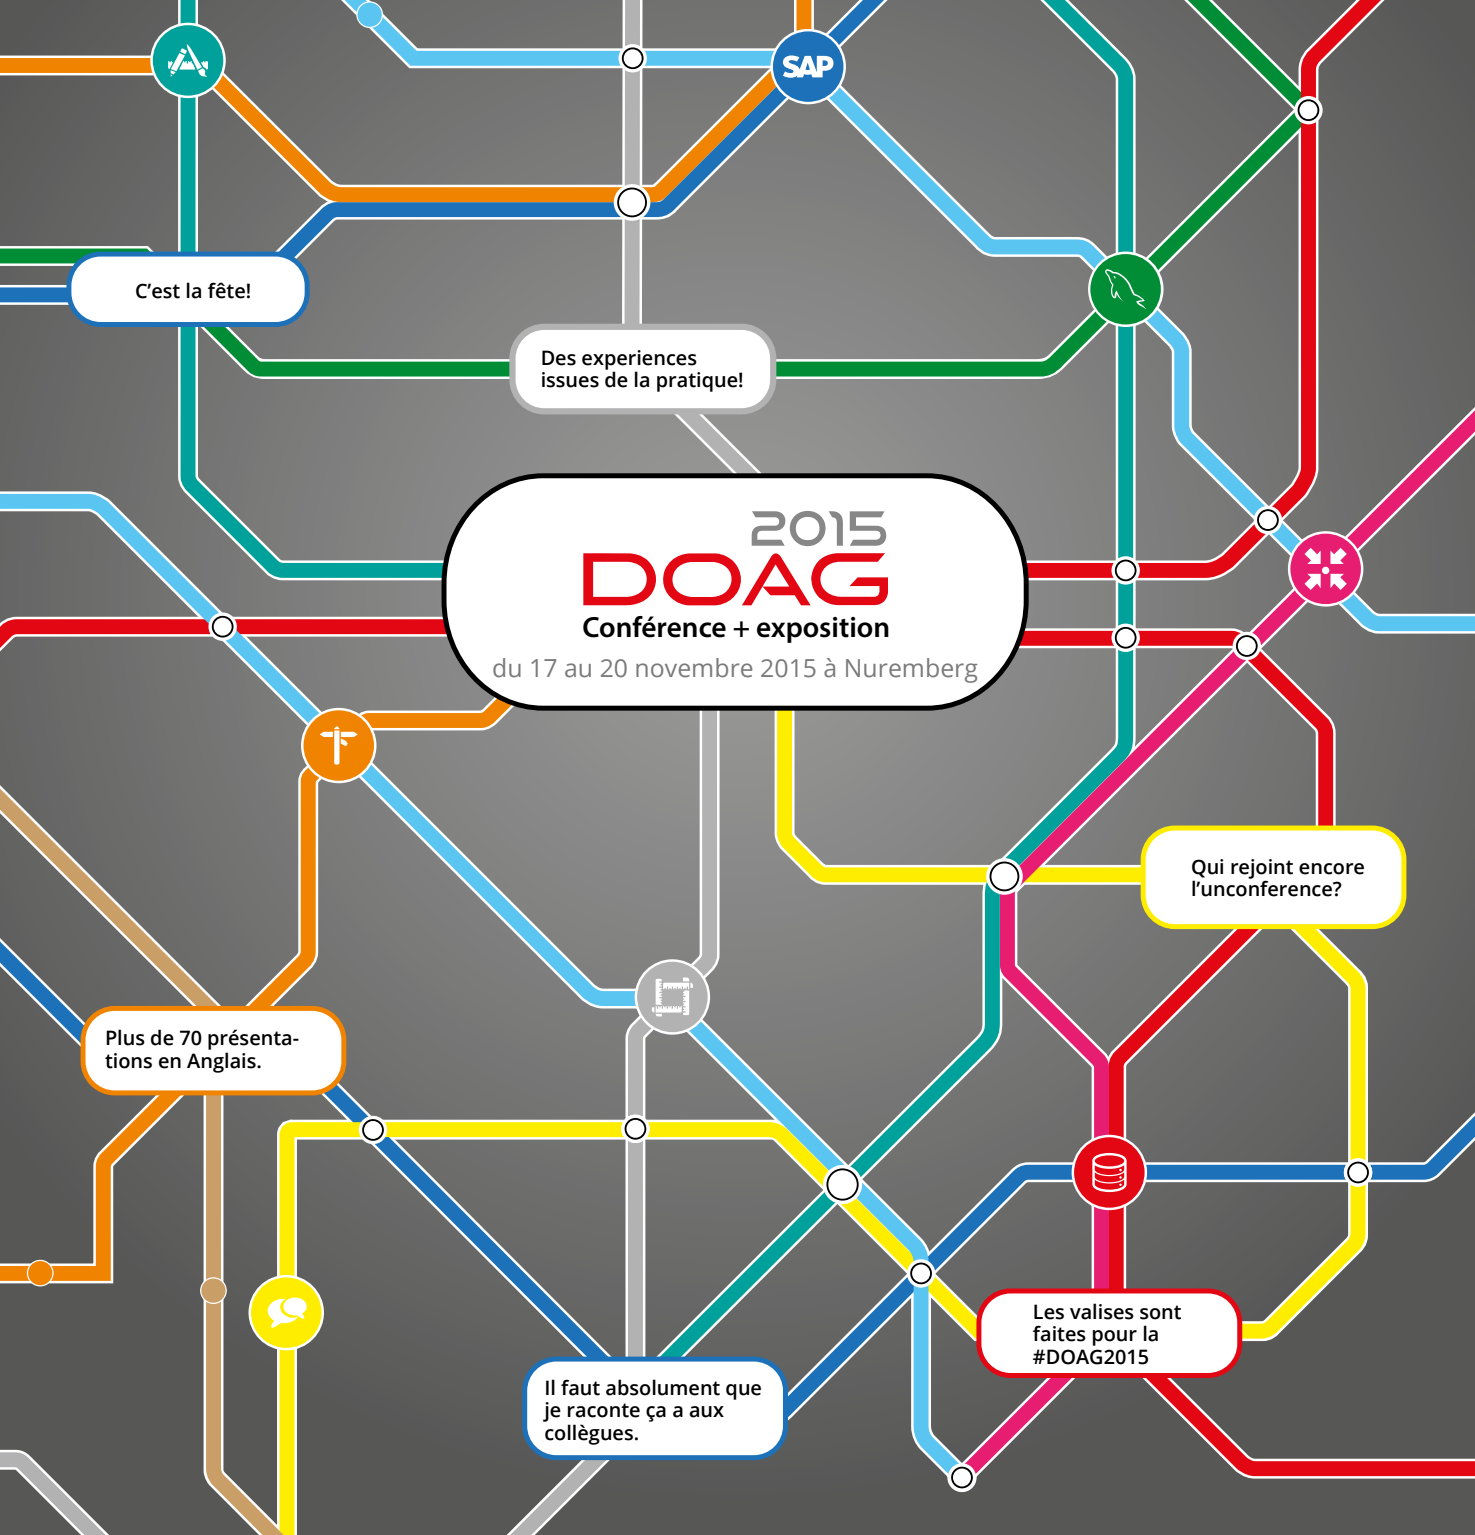 SAP
C'est la fête!
Des experiences
issues de la pratique!
2015
DOAG
Conférence + exposition
du 17 au 20 novembre 2015 à Nuremberg
Qui rejoint encore
l'unconference?
Plus de 70 présenta-
tions en Anglais.
Les valises sont
faites pour la
#DOAG2015
Il faut absolument que
je raconte ça a aux
collègues.